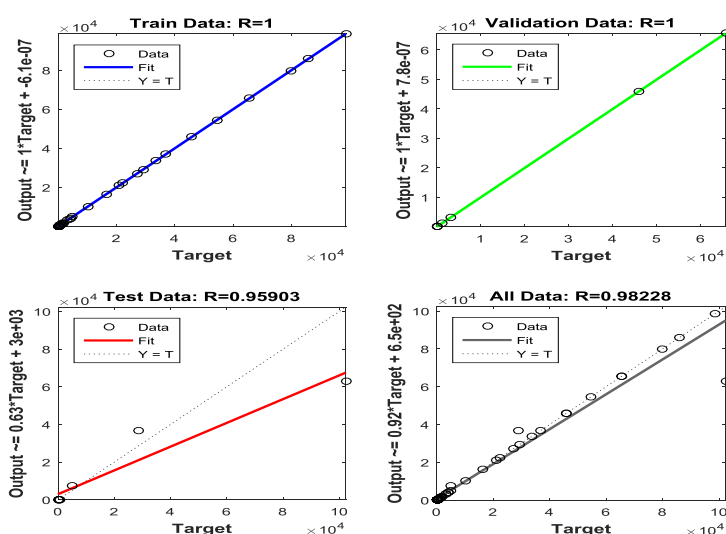 Train Data: R=1
× 10^4
Output ~= 1*Target + -6.1e-07
8
6
4
2
Data
Fit
Y = T
2 4 6 8
Target
× 10^4
Validation Data: R=1
× 10^4
Output ~= 1*Target + 7.8e-07
6
5
4
3
2
1
Data
Fit
Y = T
1 2 3 4 5 6
Target
× 10^4
Test Data: R=0.95903
× 10^4
Output ~= 0.63*Target + 3e+03
10
8
6
4
2
0
Data
Fit
Y = T
0 2 4 6 8 10
Target
× 10^4
All Data: R=0.98228
× 10^4
Output ~= 0.92*Target + 6.5e+02
10
8
6
4
2
0
Data
Fit
Y = T
0 2 4 6 8 10
Target
× 10^4